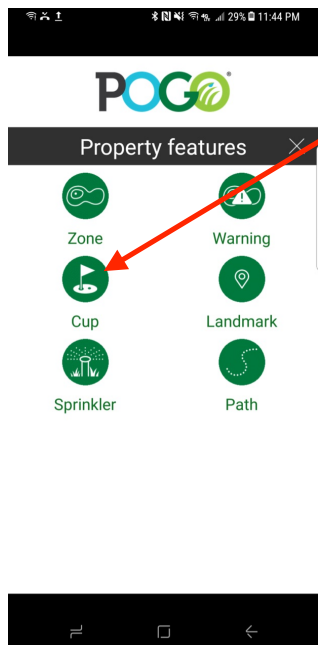 29% 11:44 PM
POGO
Property features
Zone Warning
Cup Landmark
Sprinkler Path